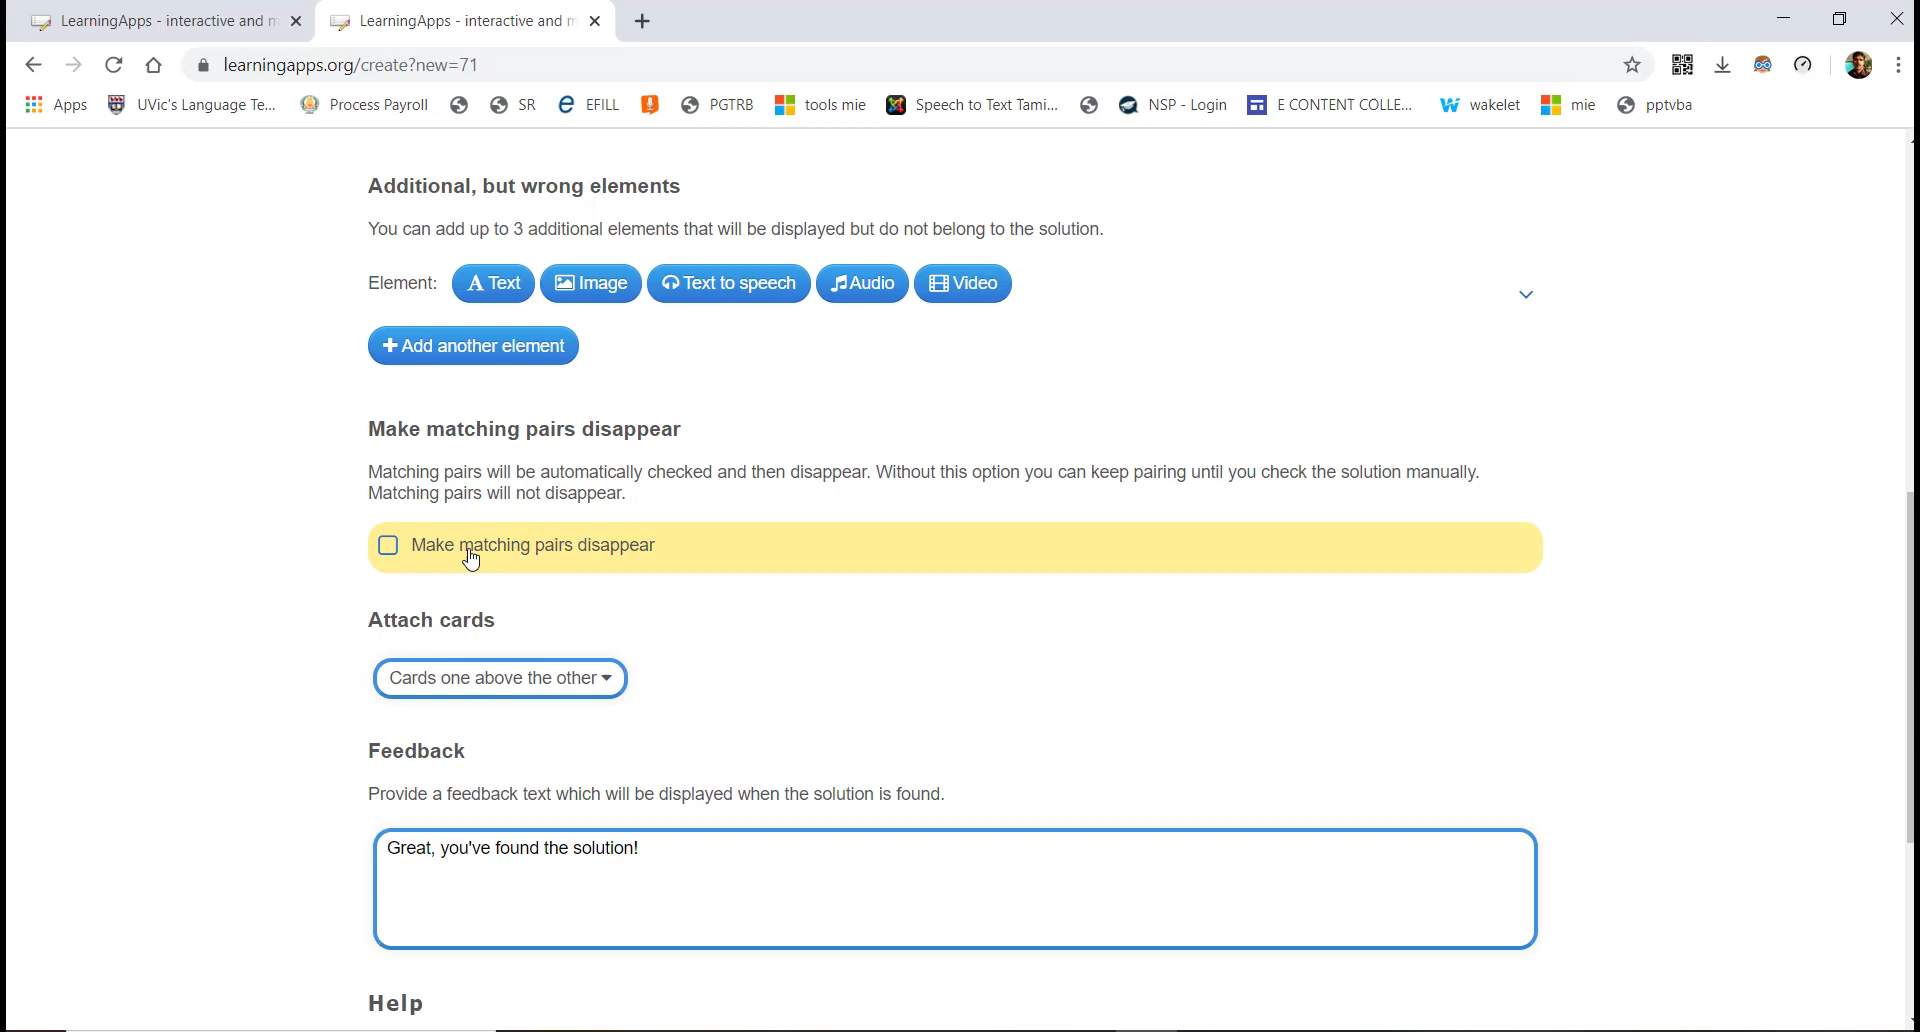 LearningApps - interactive and m
LearningApps - interactive and m
learningapps.org/create?new=71
Apps UVic's Language Te... Process Payroll SR EFILL PGTRB tools mie Speech to Text Tami... NSP - Login E CONTENT COLLE... wakelet mie pptvba
Additional, but wrong elements
You can add up to 3 additional elements that will be displayed but do not belong to the solution.
Element: A Text Image Text to speech Audio Video
+ Add another element
Make matching pairs disappear
Matching pairs will be automatically checked and then disappear. Without this option you can keep pairing until you check the solution manually.
Matching pairs will not disappear.
Make matching pairs disappear
Attach cards
Cards one above the other
Feedback
Provide a feedback text which will be displayed when the solution is found.
Great, you've found the solution!
Help